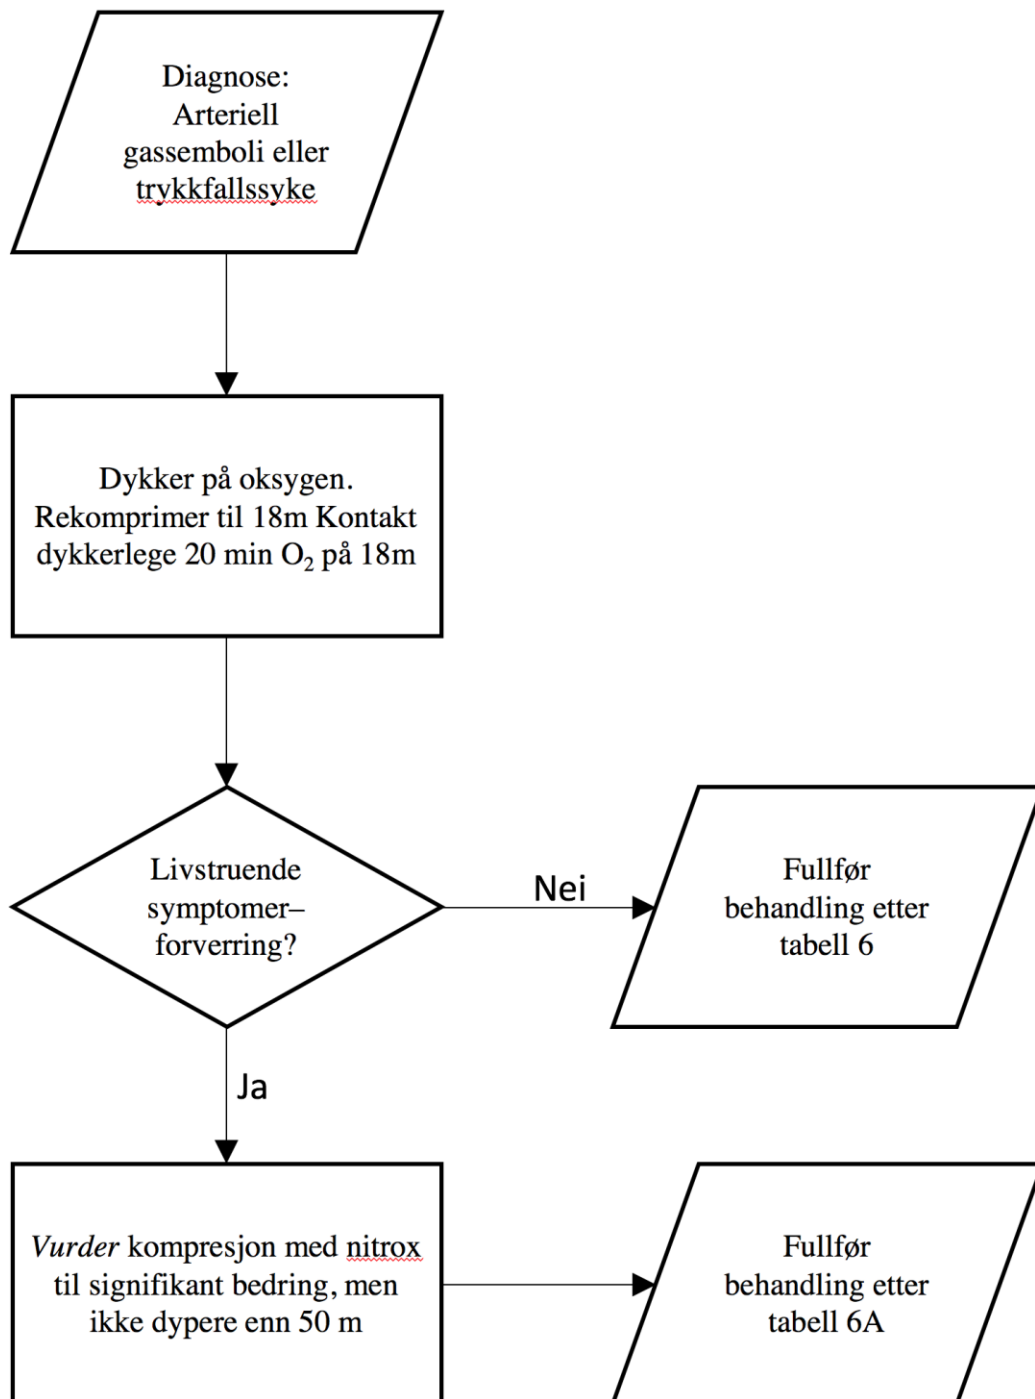 Diagnose:
Arteriell
gassemboli eller
trykkfallssyke
Dykker på oksygen.
Rekomprimer til 18m Kontakt
dykkerlege 20 min O₂ på 18m
Livstruende
symptomer–
forverring?
Nei
Fullfør
behandling etter
tabell 6
Ja
Vurder kompresjon med nitrox
til signifikant bedring, men
ikke dypere enn 50 m
Fullfør
behandling etter
tabell 6A